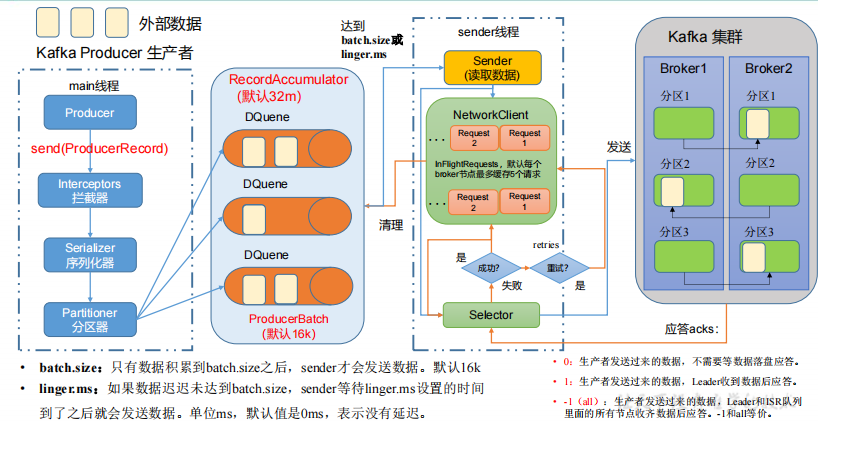 外部数据
Kafka Producer 生产者
main线程
Producer
send(ProducerRecord)
Interceptors
拦截器
Serializer
序列化器
Partitioner
分区器
RecordAccumulator
(默认32m)
DQuene
DQuene
DQuene
ProducerBatch
(默认16k)
达到
batch.size或
linger.ms
清理
sender线程
Sender
(读取数据)
NetworkClient
Request
2
Request
1
...
InFlightRequests，默认每个
broker节点最多缓存5个请求
...
Request
2
Request
1
retries
是
成功?
重试?
失败
是
Selector
发送
Kafka 集群
Broker1
Broker2
分区1
分区1
分区2
分区2
分区3
分区3
应答acks：
• batch.size：只有数据积累到batch.size之后，sender才会发送数据。默认16k
• linger.ms：如果数据迟迟未达到batch.size，sender等待linger.ms设置的时间
到了之后就会发送数据。单位ms，默认值是0ms，表示没有延迟。
• 0：生产者发送过来的数据，不需要等数据落盘应答。
• 1：生产者发送过来的数据，Leader收到数据后应答。
• -1（all）：生产者发送过来的数据，Leader和ISR队列
里面的所有节点收齐数据后应答。-1和all等价。